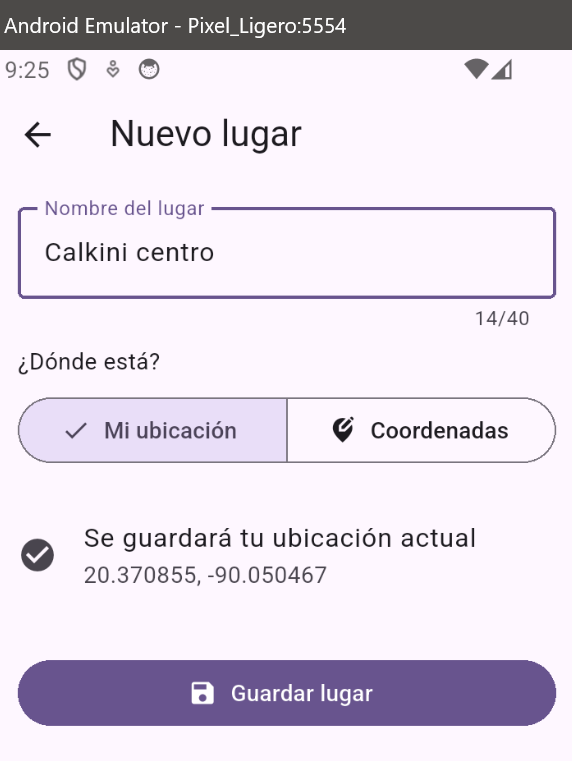 Android Emulator - Pixel_Ligero:5554
9:25
Nuevo lugar
Nombre del lugar
Calkini centro
14/40
¿Dónde está?
Mi ubicación
Coordenadas
Se guardará tu ubicación actual
20.370855, -90.050467
Guardar lugar